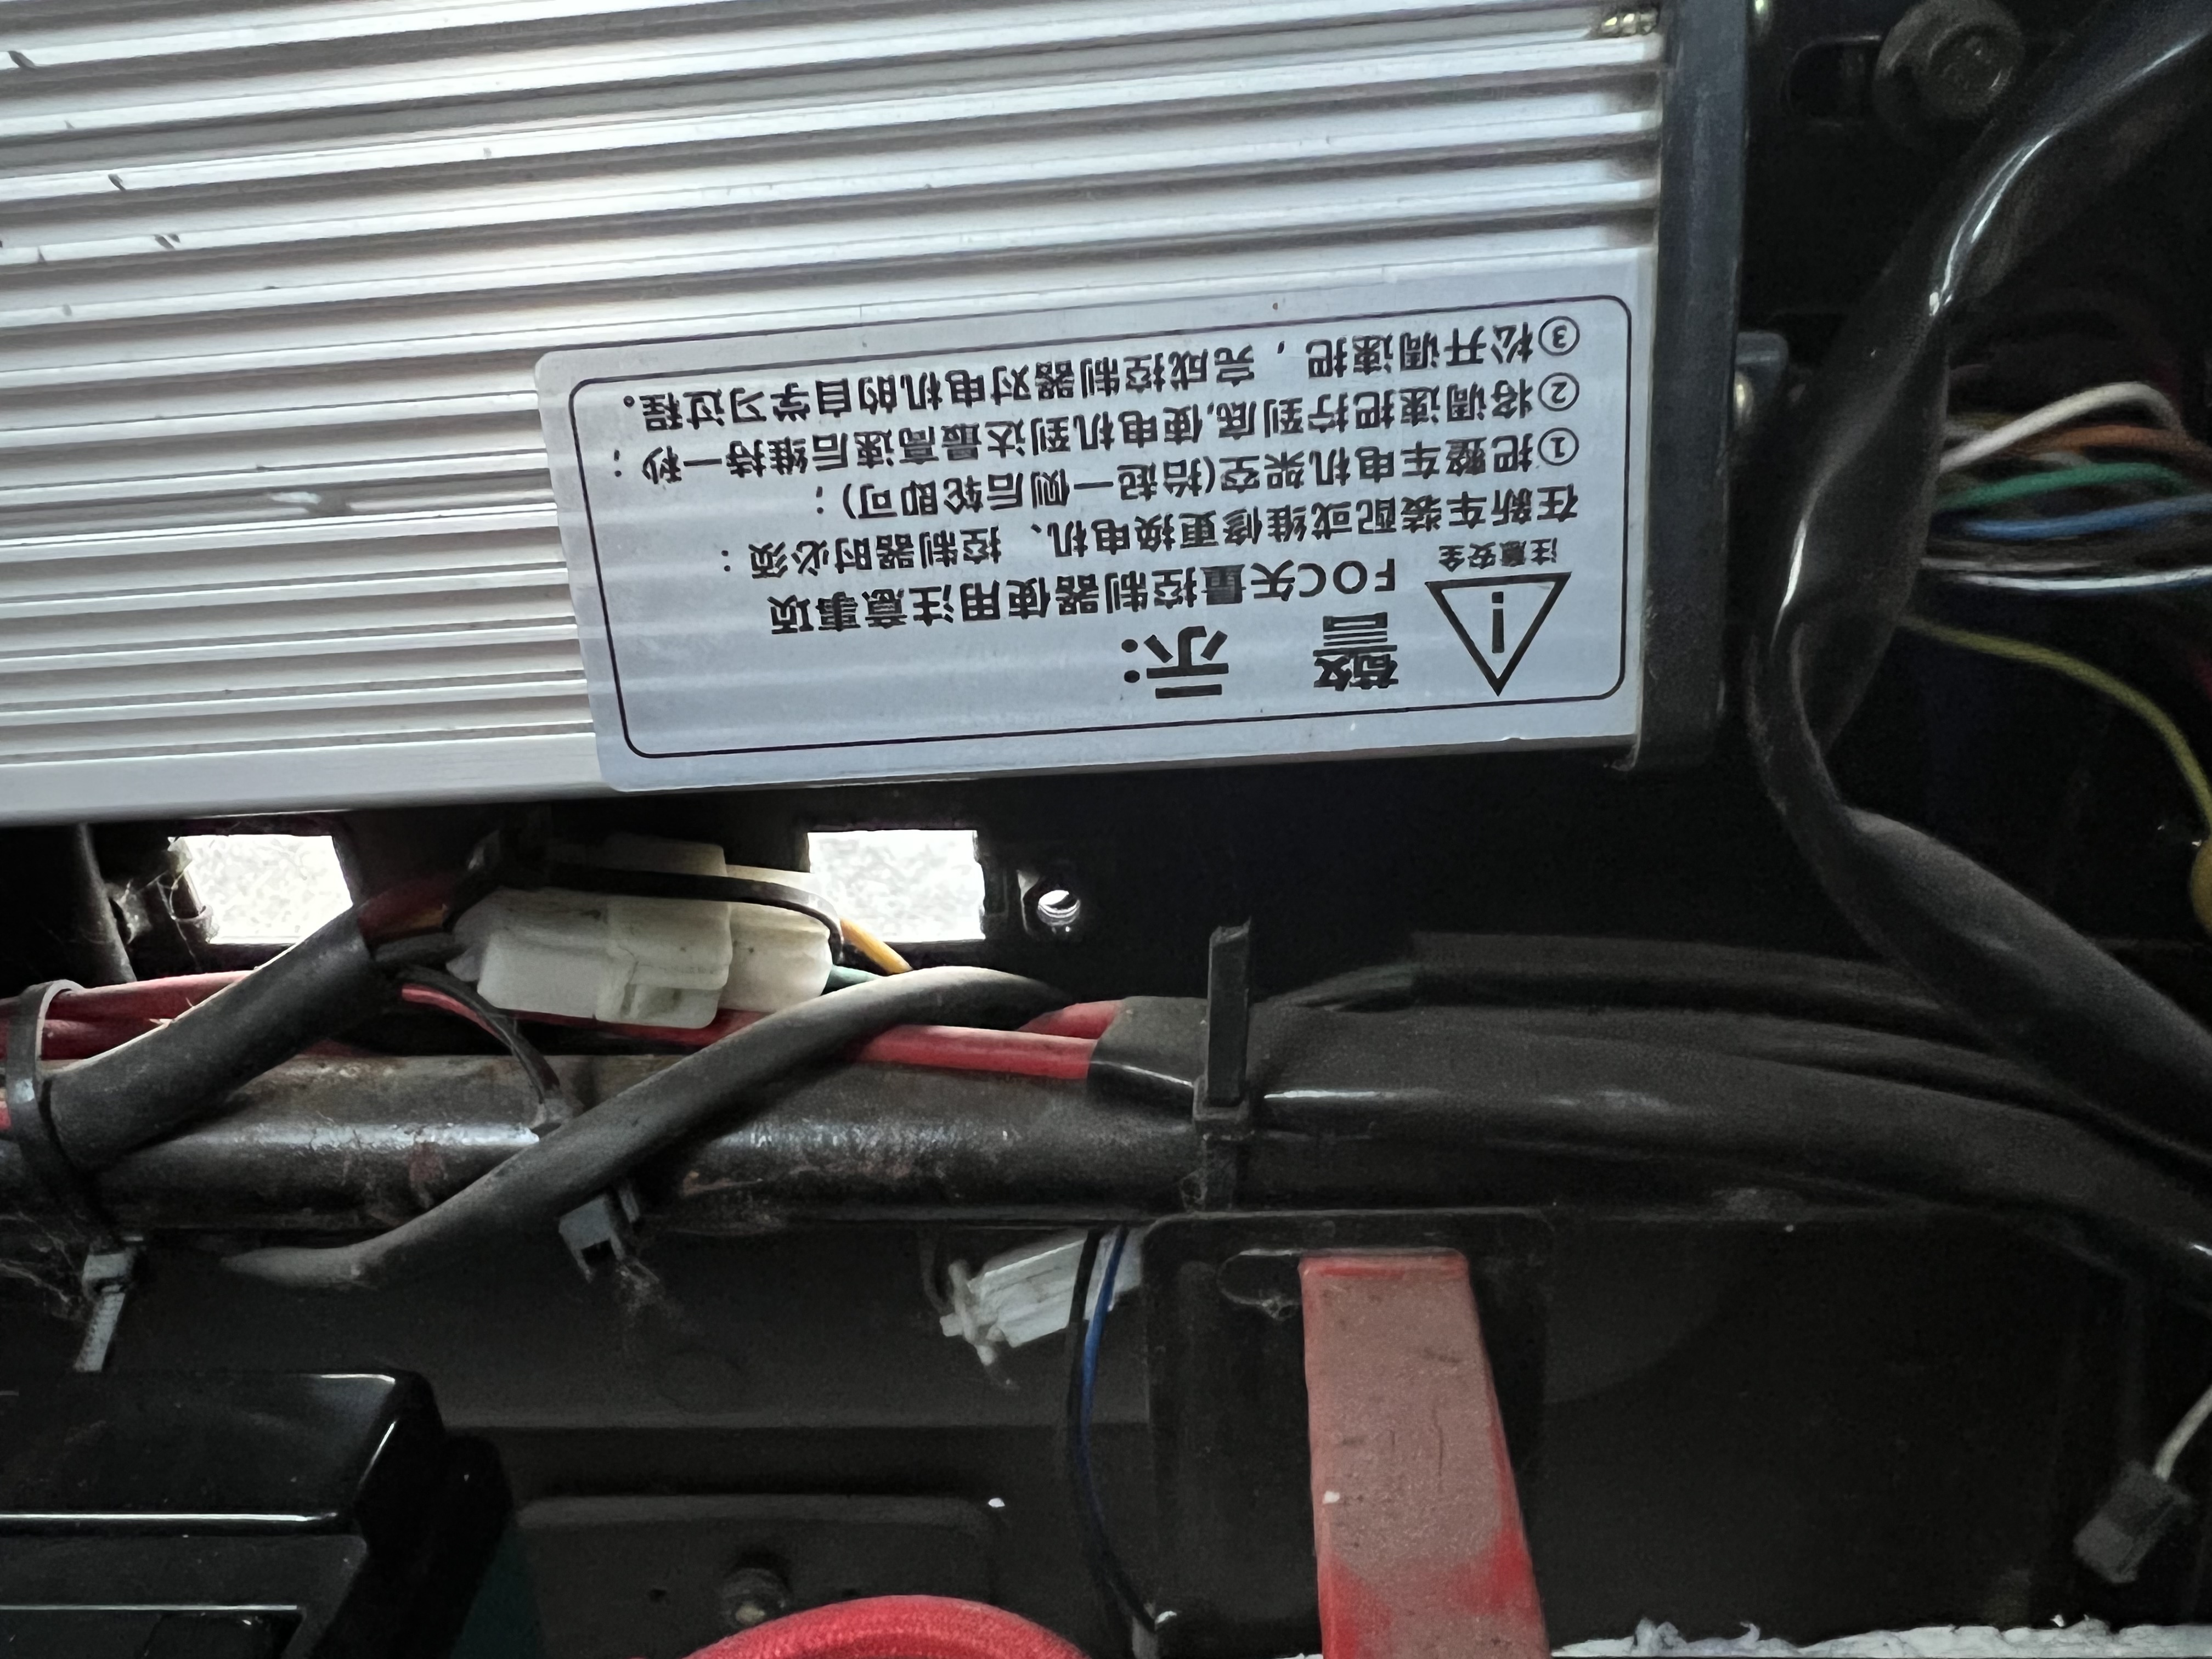 警示:
注意安全
FOC矢量控制器使用注意事项
在新车装配或维修更换电机、控制器时必须：
①把整车电机架空(抬起一侧后轮即可)；
②将调速把拧到底,使电机到达最高速后维持一秒；
③松开调速把，完成控制器对电机的自学习过程。